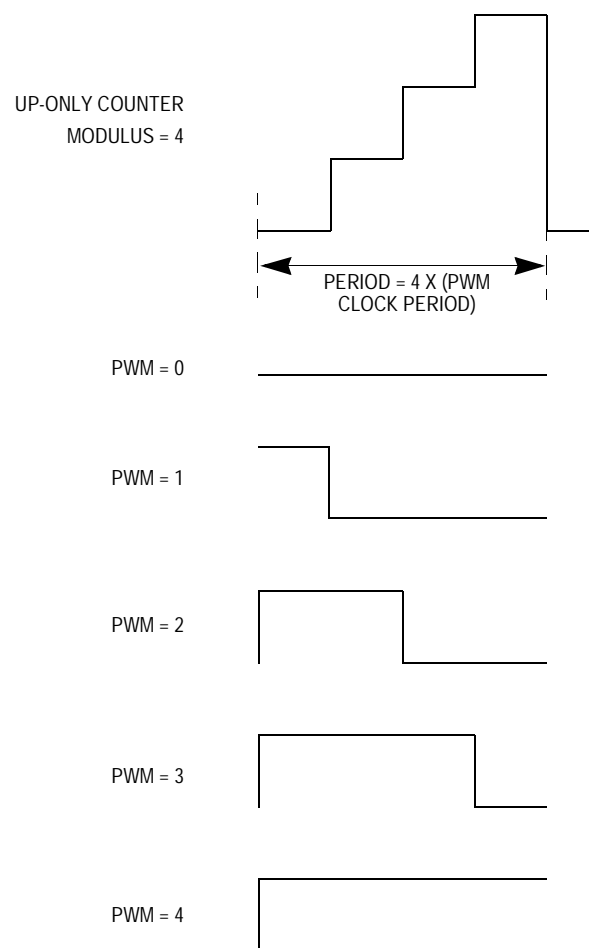 UP-ONLY COUNTER
MODULUS = 4
PERIOD = 4 X (PWM
CLOCK PERIOD)
PWM = 0
PWM = 1
PWM = 2
PWM = 3
PWM = 4